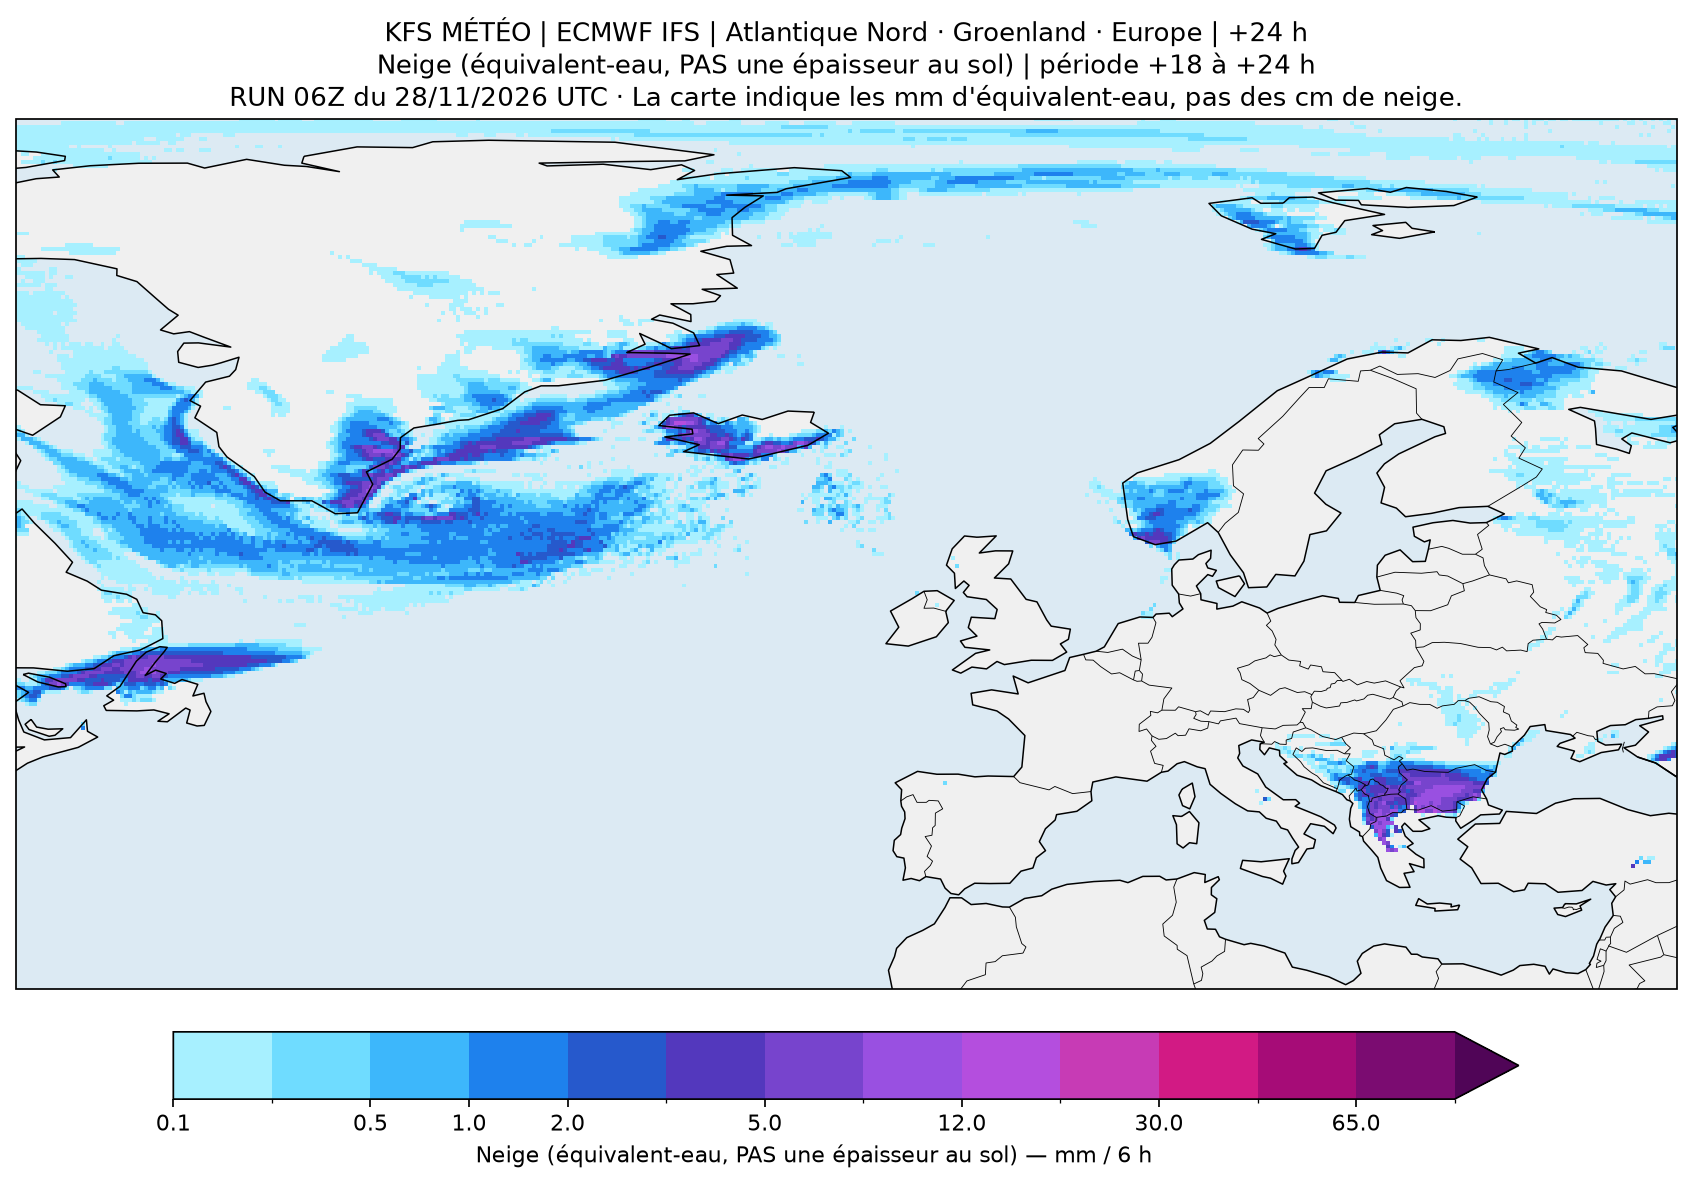 KFS MÉTÉO | ECMWF IFS | Atlantique Nord · Groenland · Europe | +24 h
Neige (équivalent-eau, PAS une épaisseur au sol) | période +18 à +24 h
RUN 06Z du 28/11/2026 UTC · La carte indique les mm d'équivalent-eau, pas des cm de neige.
0.1 0.5 1.0 2.0 5.0 12.0 30.0 65.0
Neige (équivalent-eau, PAS une épaisseur au sol) — mm / 6 h